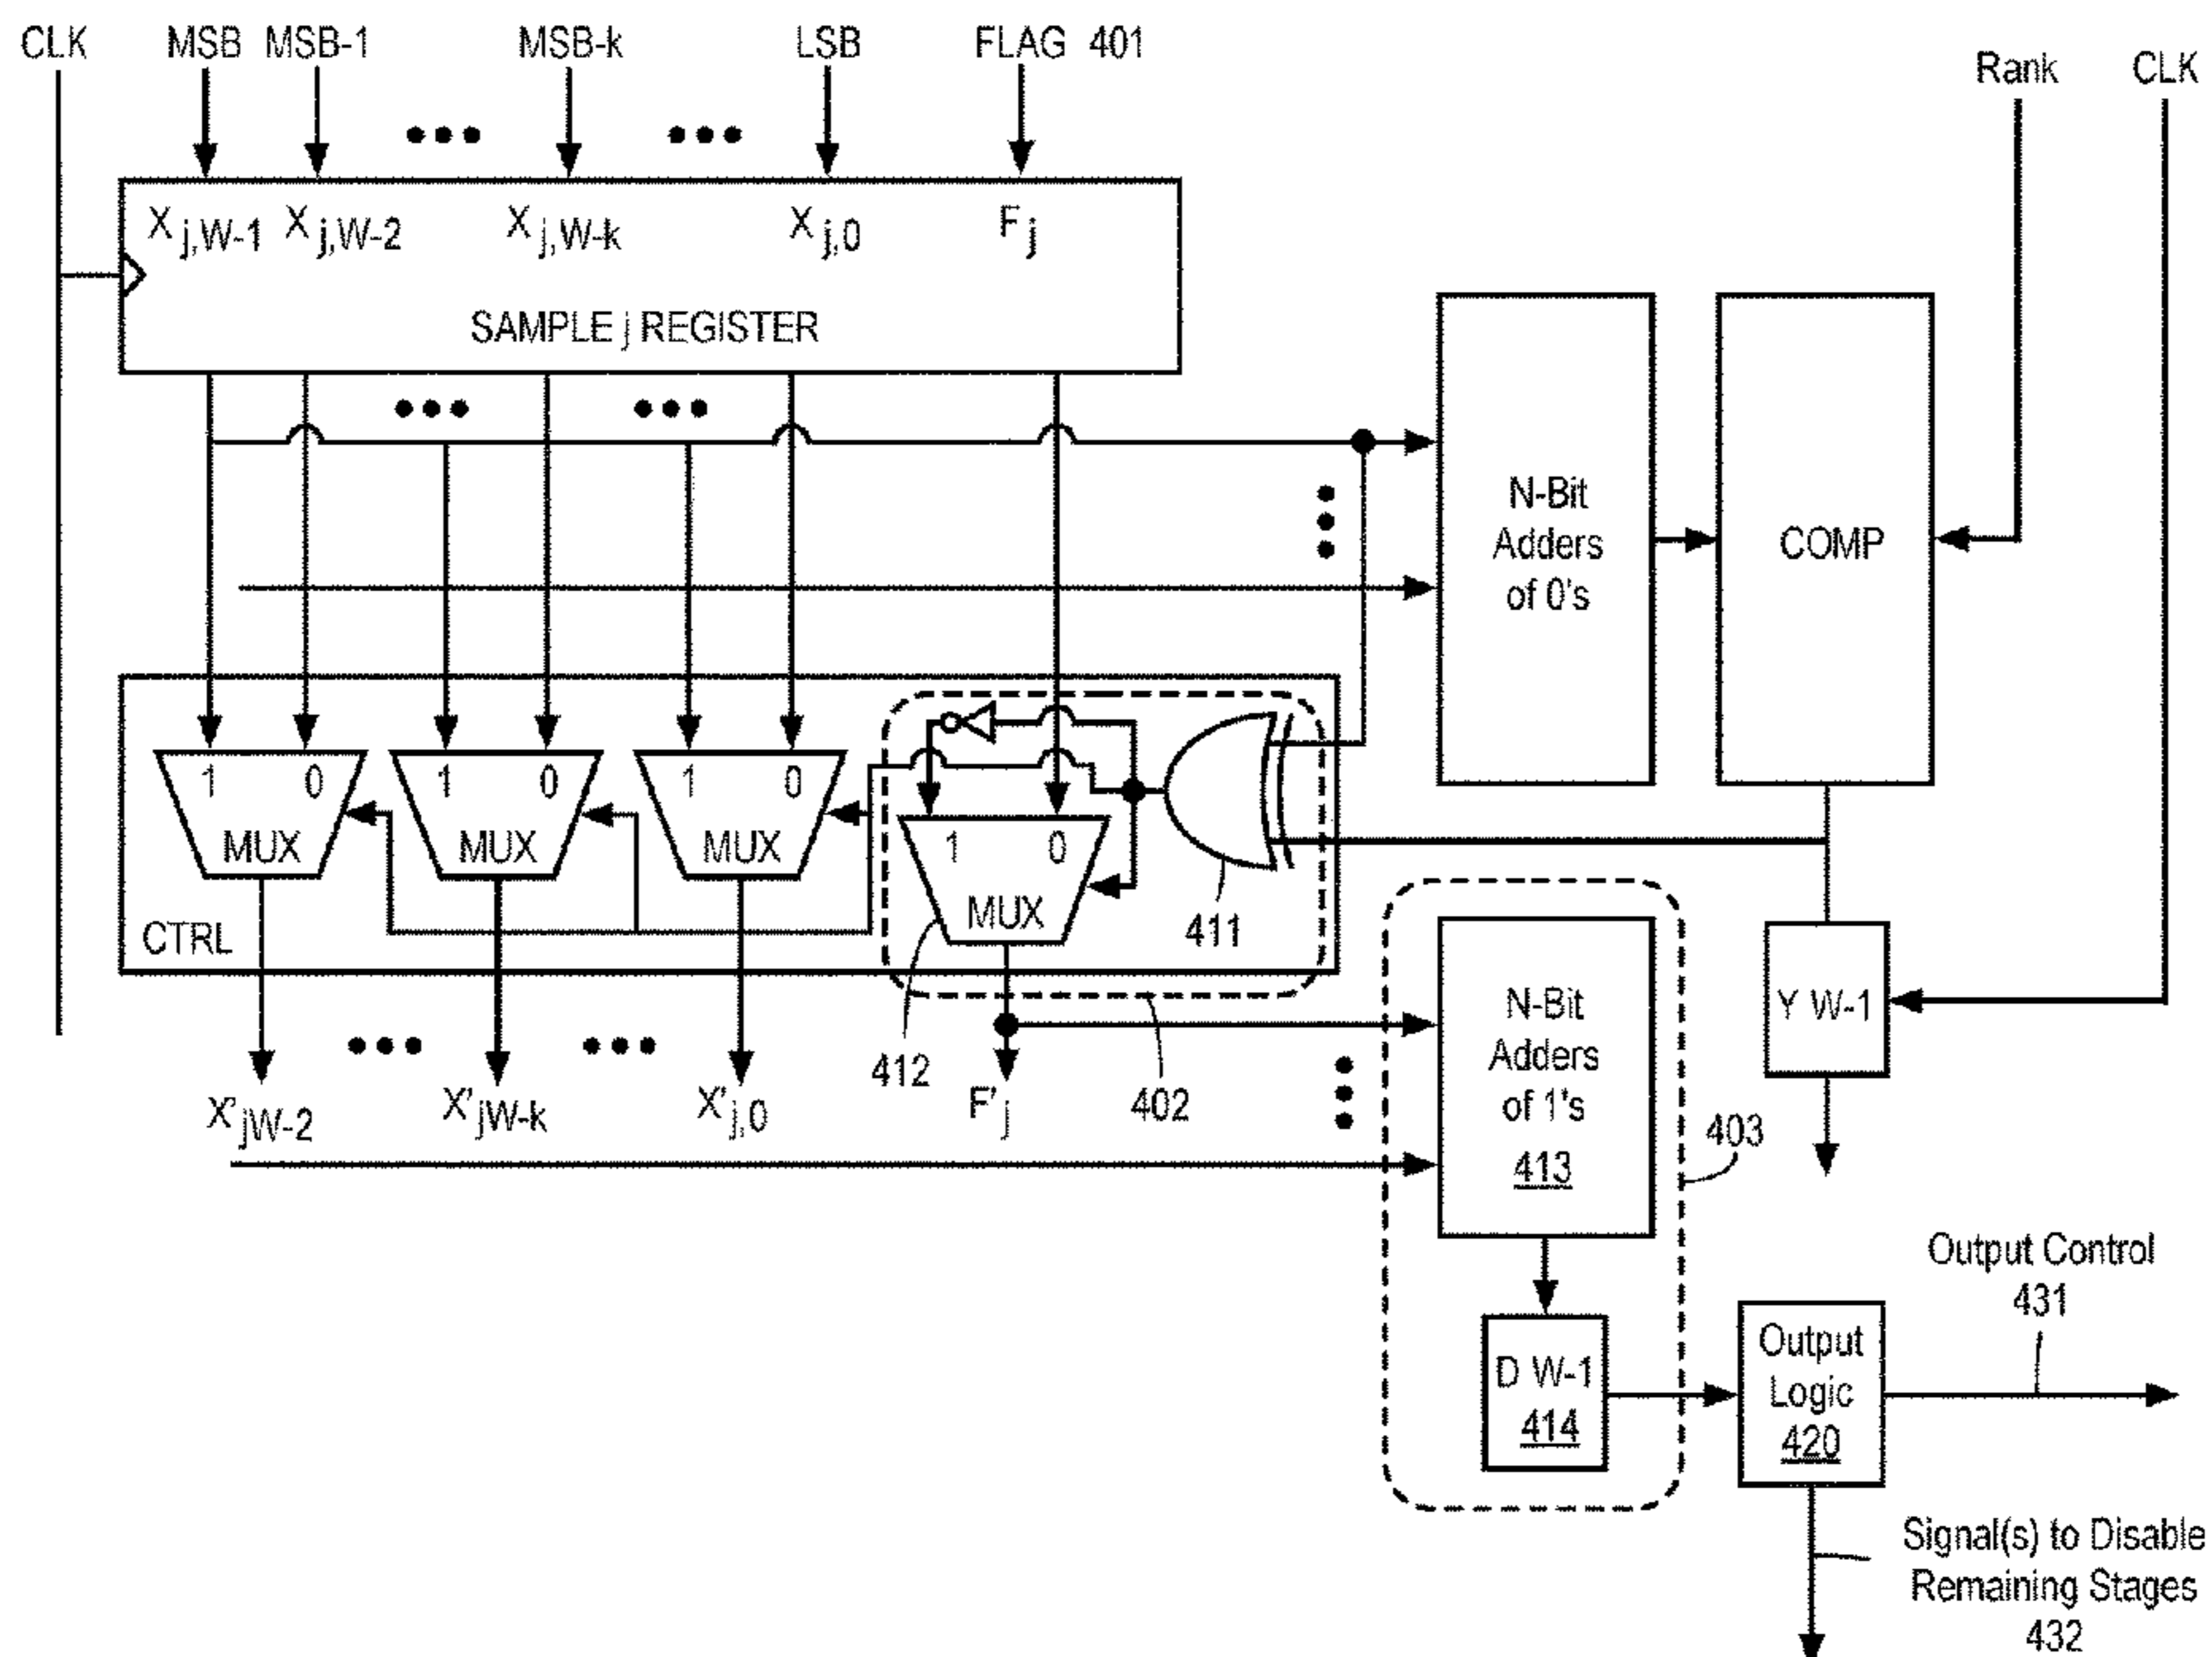 CLK MSB MSB-1 MSB-k LSB FLAG 401 Rank CLK
X j,W-1 X j,W-2 X j,W-k X j,0 F j
SAMPLE j REGISTER
N-Bit
Adders
of 0's
COMP
1 0 MUX
1 0 MUX
1 0 MUX
1 0 MUX
CTRL
411
412
402
X' jW-2 X' jW-k X' j,0 F' j
N-Bit
Adders
of 1's
413
Y W-1
403
D W-1
414
Output
Logic
420
Output Control
431
Signal(s) to Disable
Remaining Stages
432